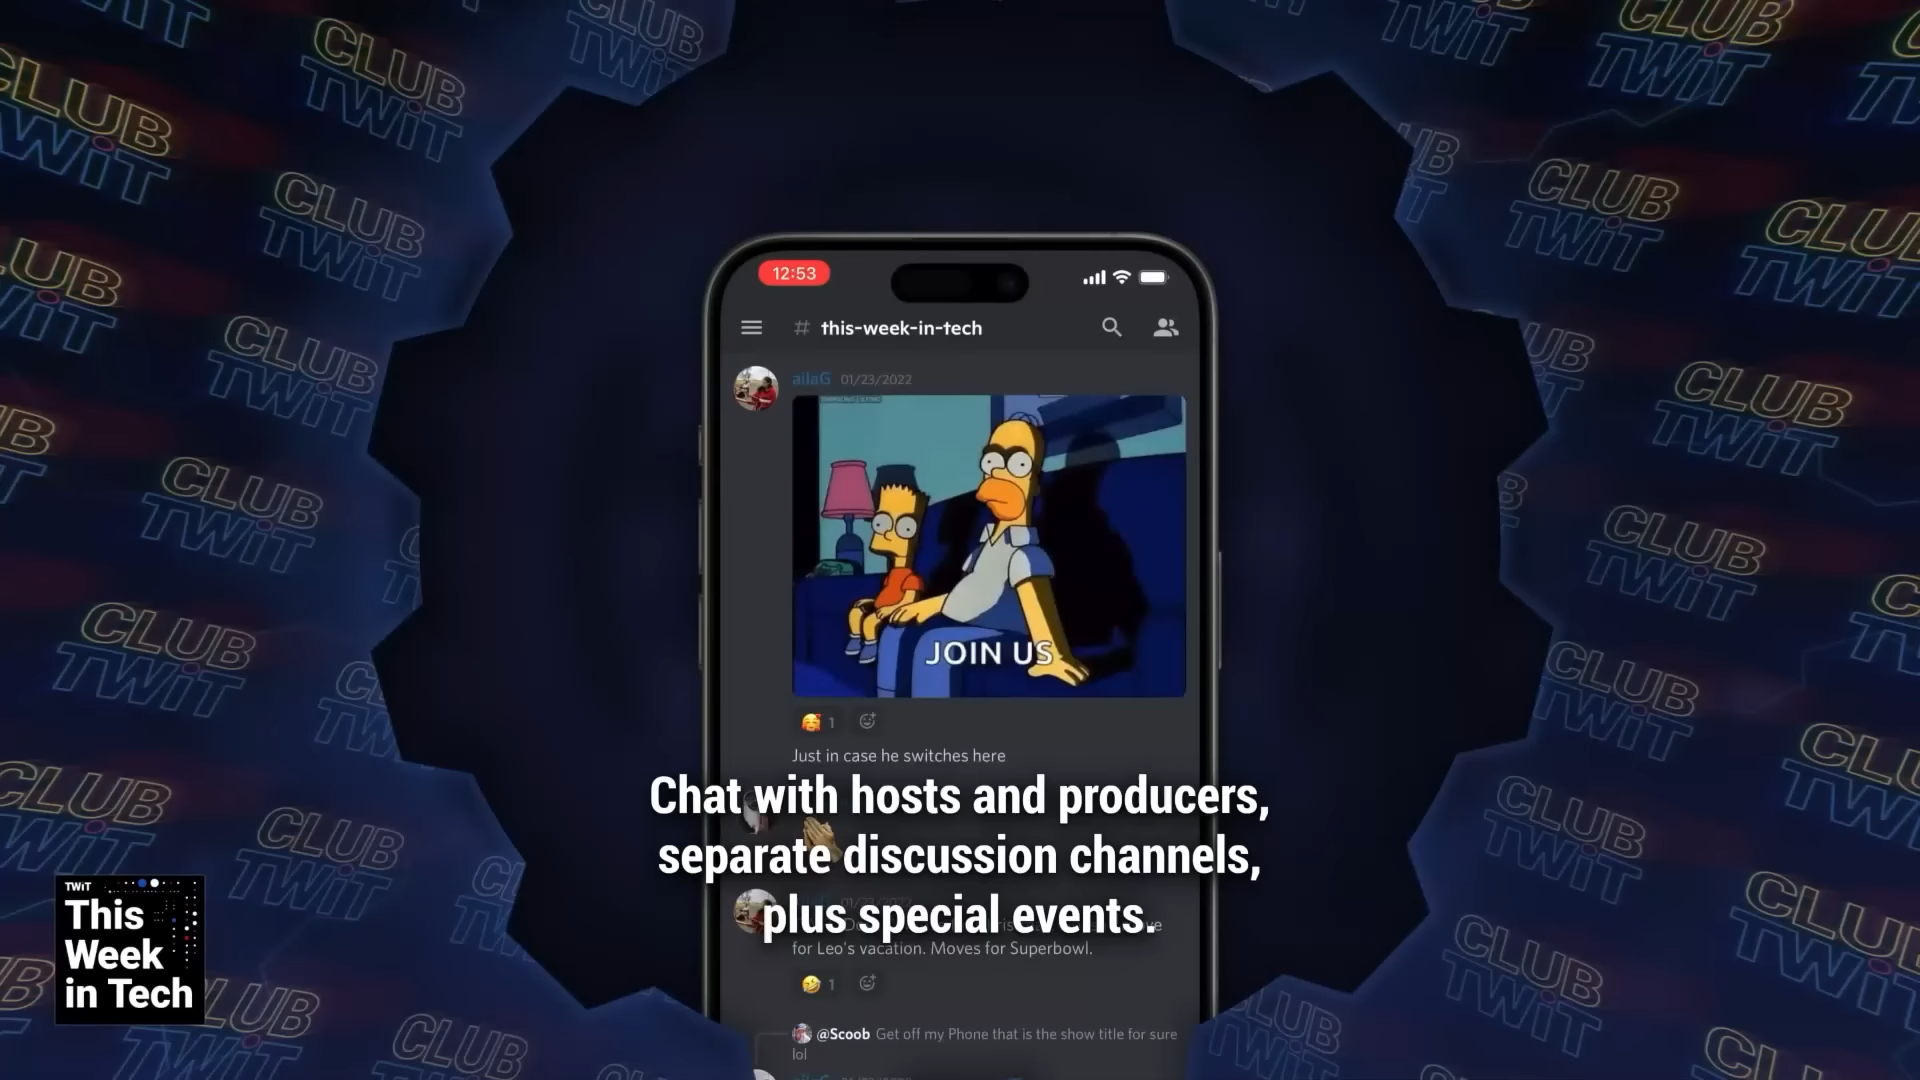 12:53
# this-week-in-tech
ailaG 01/23/2022
JOIN US
1
Just in case he switches here
Chat with hosts and producers,
separate discussion channels,
plus special events.
for Leo's vacation. Moves for Superbowl.
1
@Scoob Get off my Phone that is the show title for sure
lol
TWiT
This
Week
in Tech
CLUB
TWiT